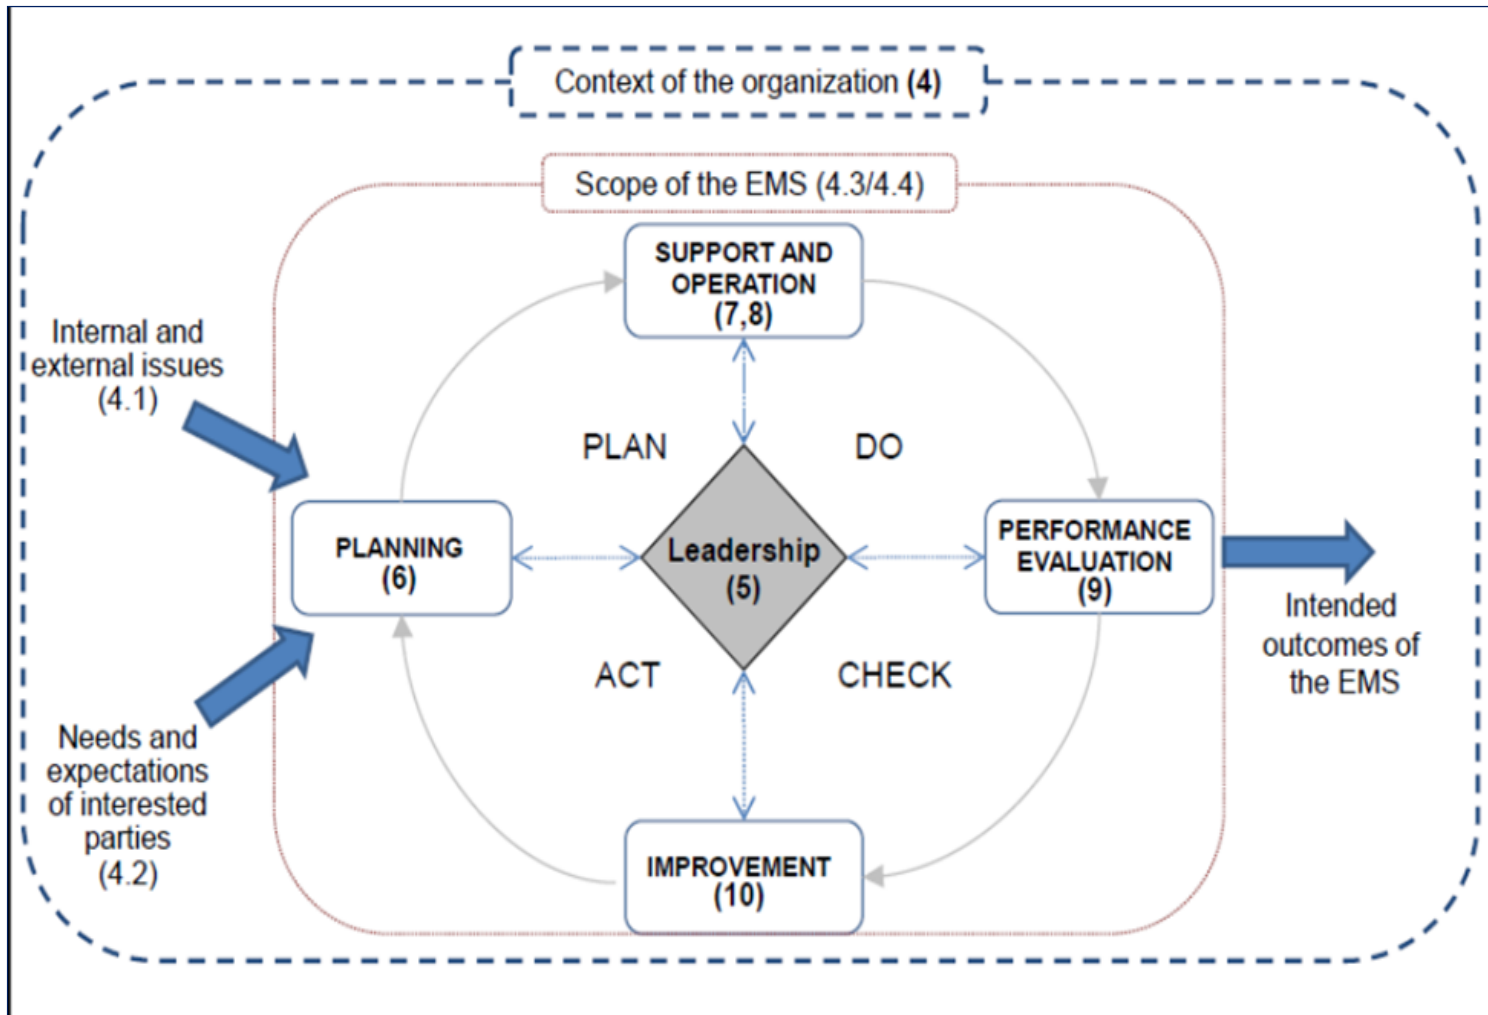 Context of the organization (4)
Scope of the EMS (4.3/4.4)
SUPPORT AND
OPERATION
(7,8)
Internal and
external issues
(4.1)
PLAN
DO
PLANNING
(6)
Leadership
(5)
PERFORMANCE
EVALUATION
(9)
Intended
outcomes of
the EMS
ACT
CHECK
Needs and
expectations
of interested
parties
(4.2)
IMPROVEMENT
(10)